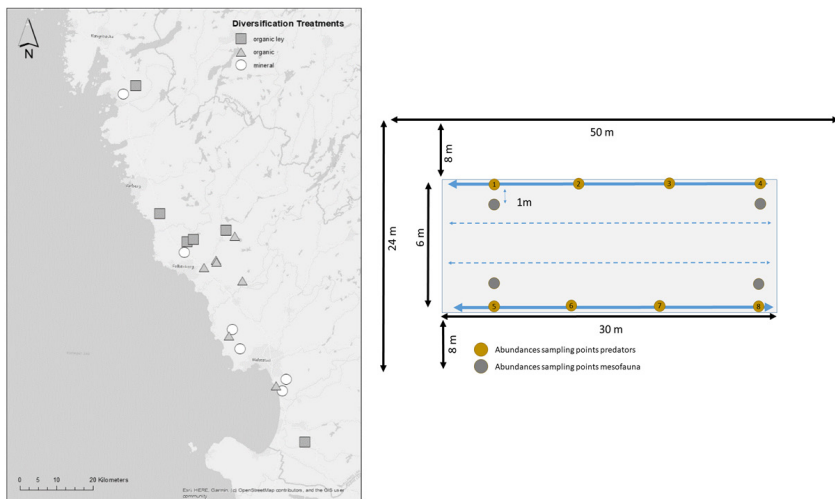 Diversification Treatments
organic ley
organic
mineral
N
Falkenberg
Halmstad
0 5 10 20 Kilometers
Esri, HERE, Garmin, (c) OpenStreetMap contributors, and the GIS user
community
50 m
8 m
24 m
6 m
1 2 3 4
1m
5 6 7 8
30 m
8 m
Abundances sampling points predators
Abundances sampling points mesofauna